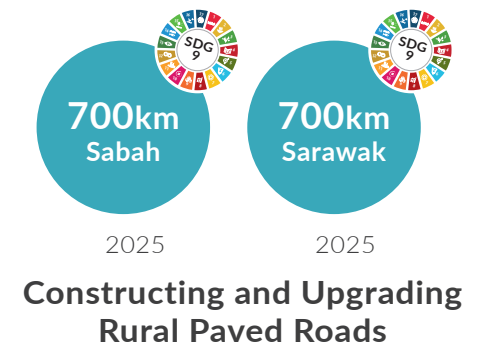 SDG
9
SDG
9
700km
Sabah
700km
Sarawak
2025
2025
Constructing and Upgrading
Rural Paved Roads